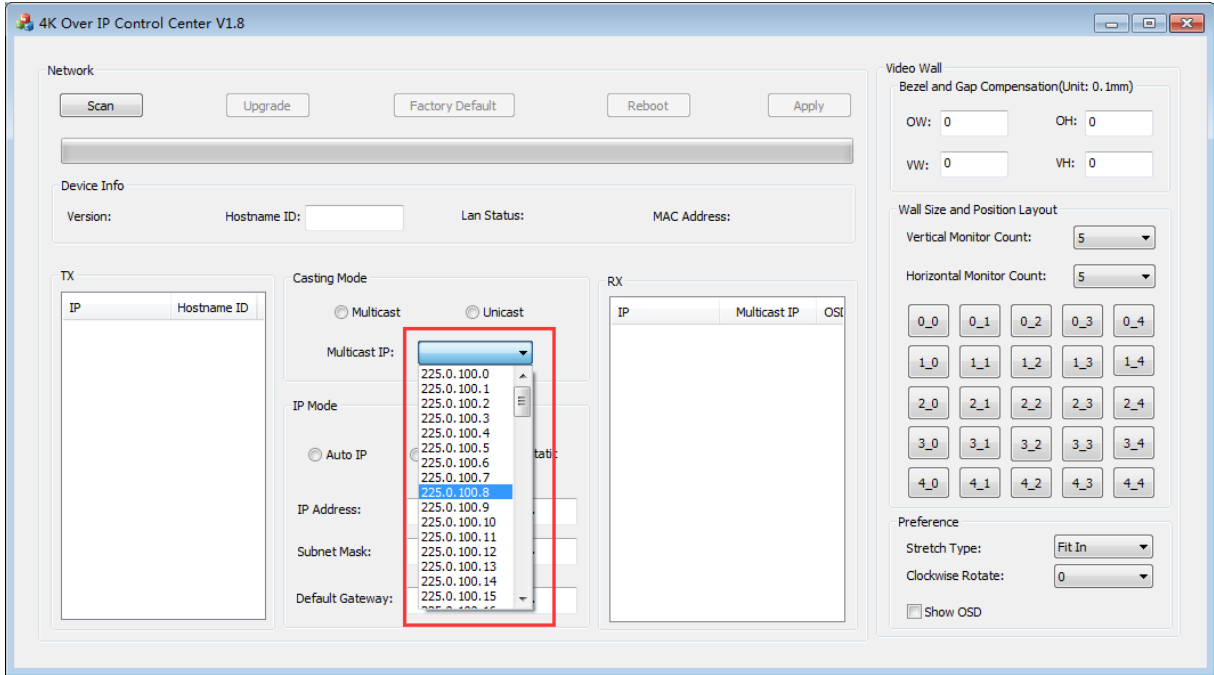 4K Over IP Control Center V1.8
Network
Scan Upgrade Factory Default Reboot Apply
Device Info
Version: Hostname ID: Lan Status: MAC Address:
TX
IP Hostname ID
Casting Mode
Multicast Unicast
Multicast IP:
225.0.100.0
225.0.100.1
225.0.100.2
225.0.100.3
225.0.100.4
225.0.100.5
225.0.100.6
225.0.100.7
225.0.100.8
225.0.100.9
225.0.100.10
225.0.100.11
225.0.100.12
225.0.100.13
225.0.100.14
225.0.100.15
IP Mode
Auto IP tatic
IP Address:
Subnet Mask:
Default Gateway:
RX
IP Multicast IP OSD
Video Wall
Bezel and Gap Compensation(Unit: 0.1mm)
OW: 0 OH: 0
VW: 0 VH: 0
Wall Size and Position Layout
Vertical Monitor Count: 5
Horizontal Monitor Count: 5
0_0 0_1 0_2 0_3 0_4
1_0 1_1 1_2 1_3 1_4
2_0 2_1 2_2 2_3 2_4
3_0 3_1 3_2 3_3 3_4
4_0 4_1 4_2 4_3 4_4
Preference
Stretch Type: Fit In
Clockwise Rotate: 0
Show OSD